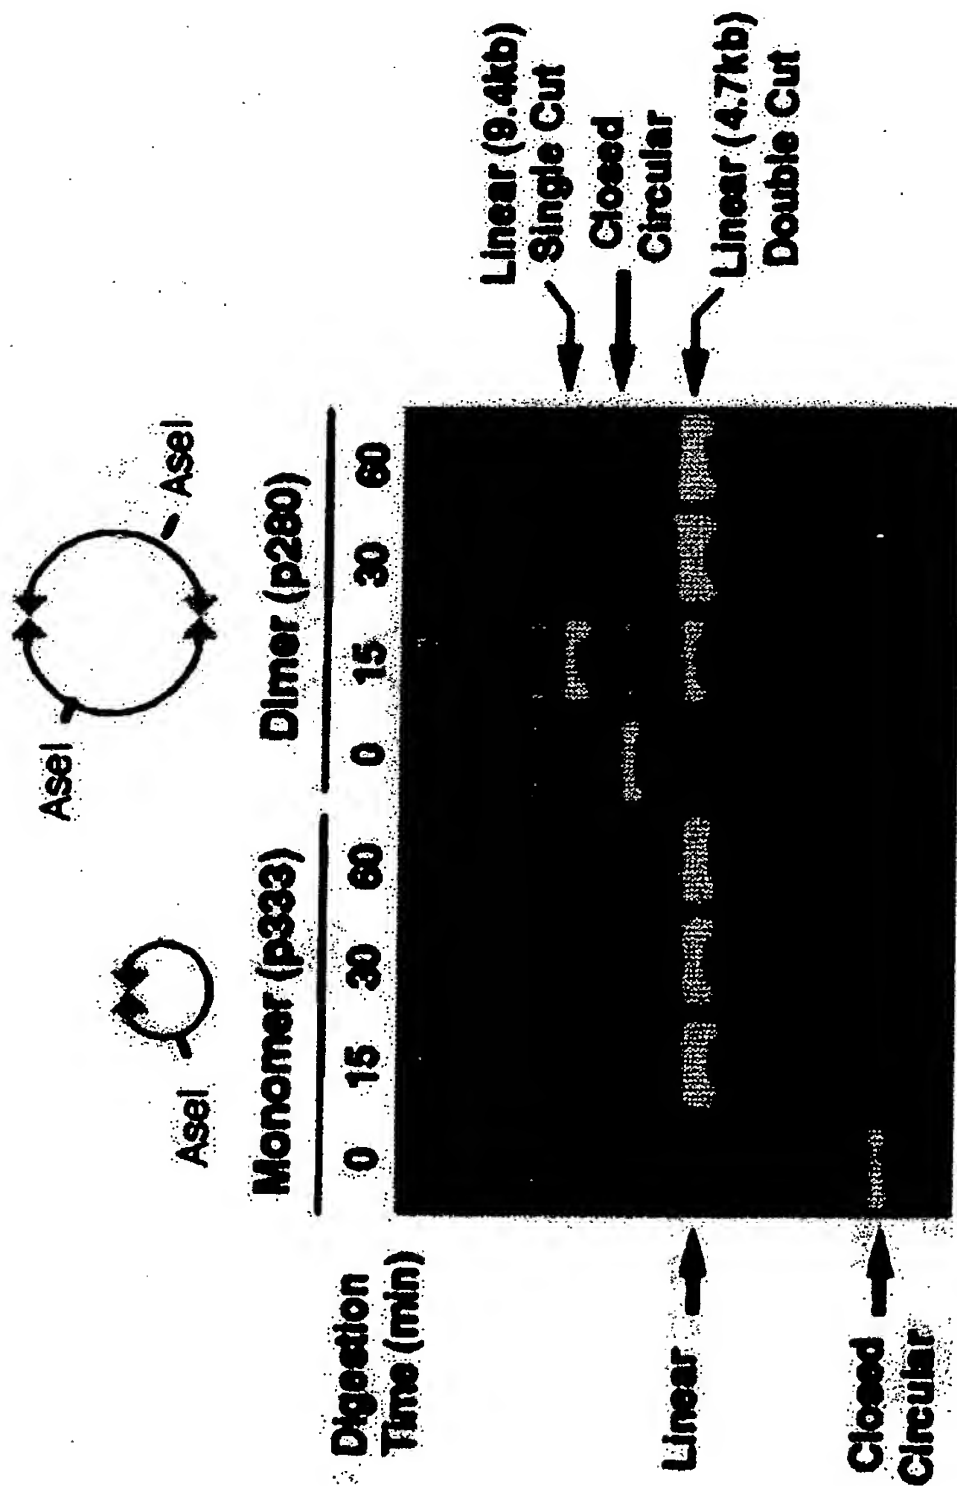 AseI
AseI
AseI
Monomer (p333)
Dimer (p280)
Digestion
Time (min)
0
15
30
60
0
15
30
60
Linear
Closed
Circular
Linear (9.4kb)
Single Cut
Closed
Circular
Linear (4.7kb)
Double Cut